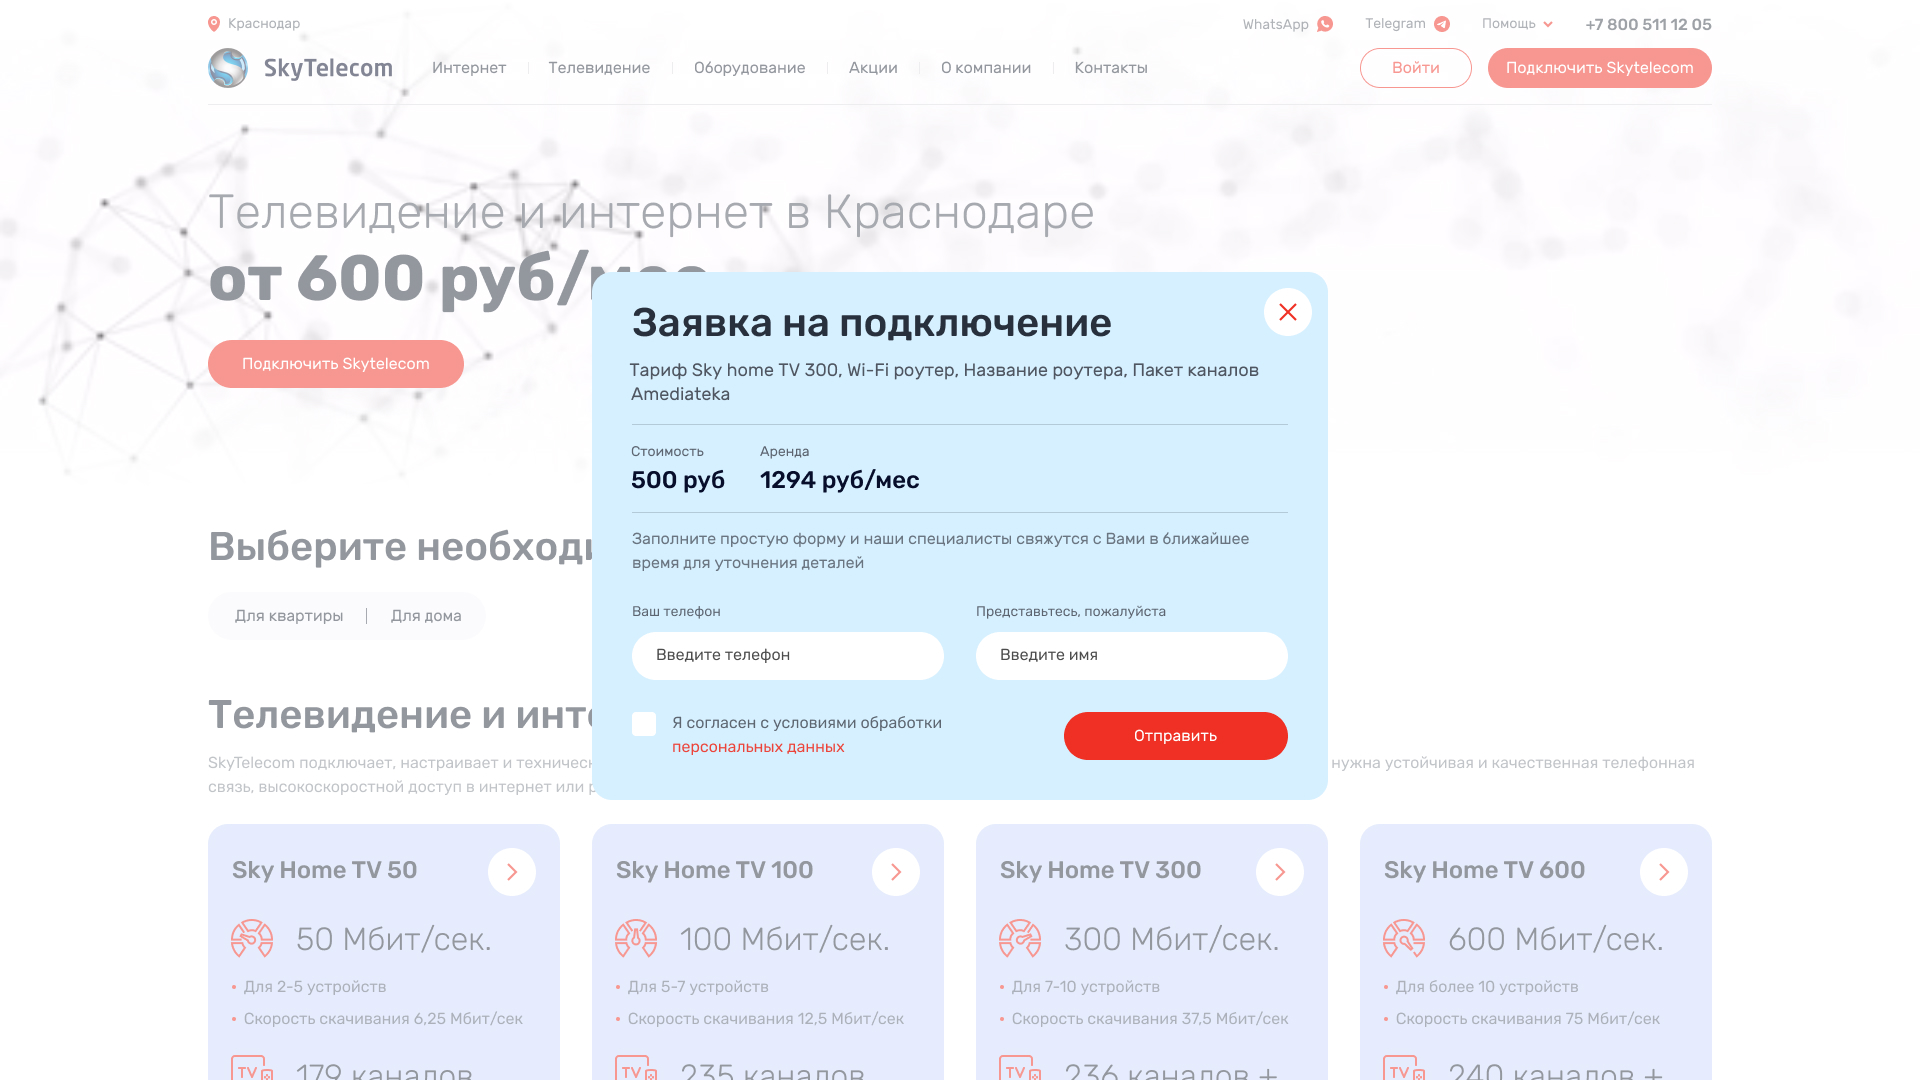 Краснодар
WhatsApp
Telegram
Помощь
+7 800 511 12 05
SkyTelecom
Интернет
Телевидение
Оборудование
Акции
О компании
Контакты
Войти
Подключить Skytelecom
Телевидение и интернет в Краснодаре
от 600 руб/мес
Подключить Skytelecom
Заявка на подключение
Тариф Sky home TV 300, Wi-Fi роутер, Название роутера, Пакет каналов
Amediateka
Стоимость
Аренда
500 руб
1294 руб/мес
Заполните простую форму и наши специалисты свяжутся с Вами в ближайшее
время для уточнения деталей
Ваш телефон
Представьтесь, пожалуйста
Введите телефон
Введите имя
Я согласен с условиями обработки
персональных данных
Отправить
Выберите
Для квартиры
Для дома
Телевидение и
SkyTelecom подключает, настраивает и
нужна устойчивая и качественная телефонная
связь, высокоскоростной доступ в интернет или
Sky Home TV 50
Sky Home TV 100
Sky Home TV 300
Sky Home TV 600
50 Мбит/сек.
100 Мбит/сек.
300 Мбит/сек.
600 Мбит/сек.
Для 2-5 устройств
Для 5-7 устройств
Для 7-10 устройств
Для более 10 устройств
Скорость скачивания 6,25 Мбит/сек
Скорость скачивания 12,5 Мбит/сек
Скорость скачивания 37,5 Мбит/сек
Скорость скачивания 75 Мбит/сек
TV
179 каналов
TV
235 каналов
TV
236 каналов +
TV
240 каналов +